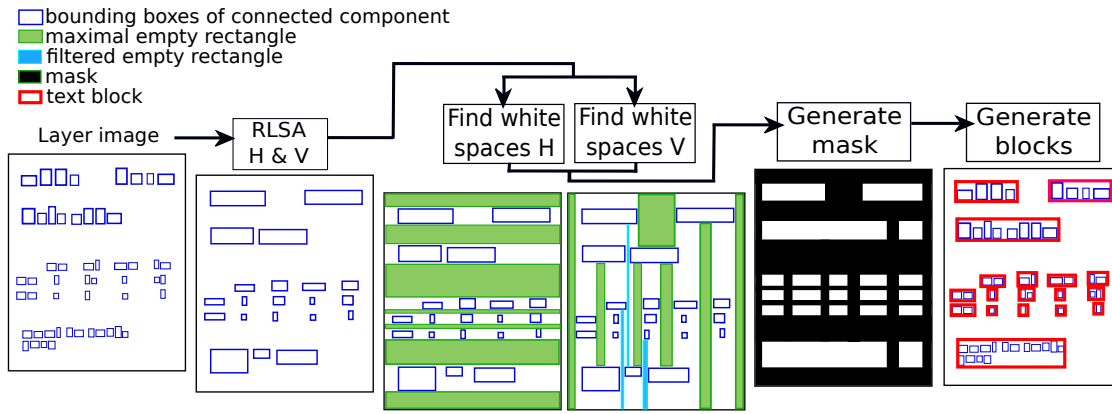 bounding boxes of connected component
maximal empty rectangle
filtered empty rectangle
mask
text block
Layer image
RLSA
H & V
Find white
spaces H
Find white
spaces V
Generate
mask
Generate
blocks